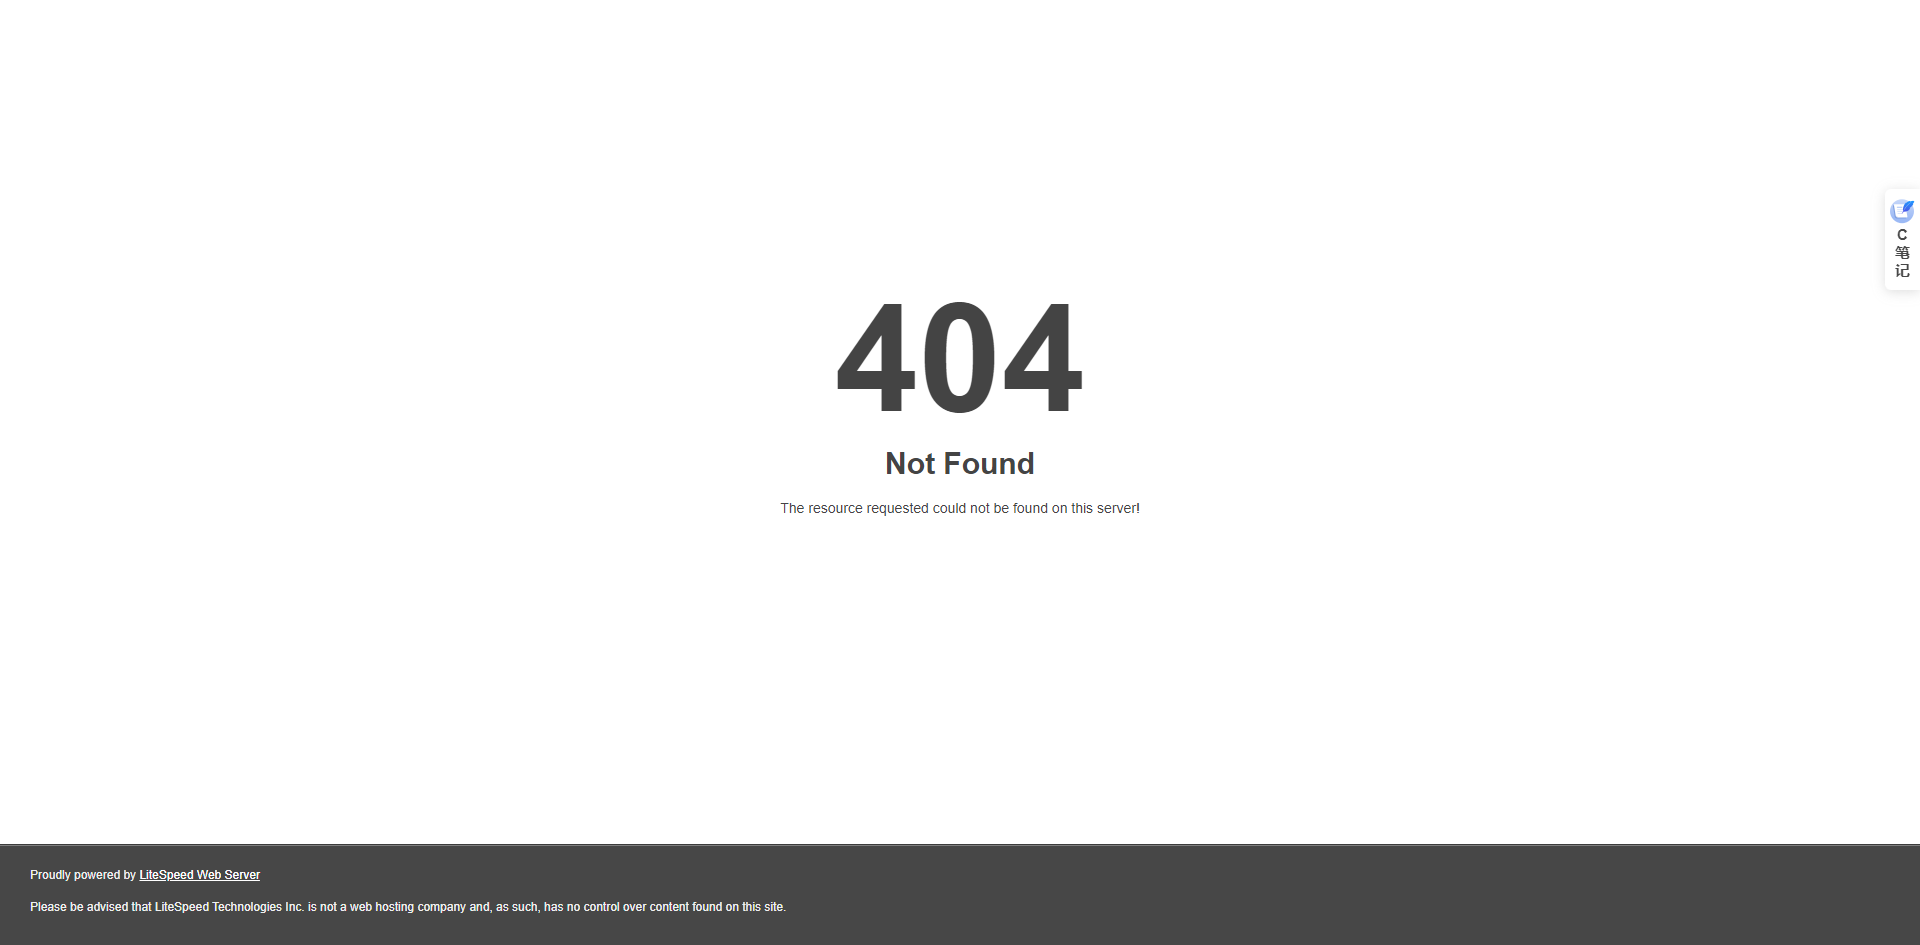 C
笔
记
404
Not Found
The resource requested could not be found on this server!
Proudly powered by LiteSpeed Web Server
Please be advised that LiteSpeed Technologies Inc. is not a web hosting company and, as such, has no control over content found on this site.